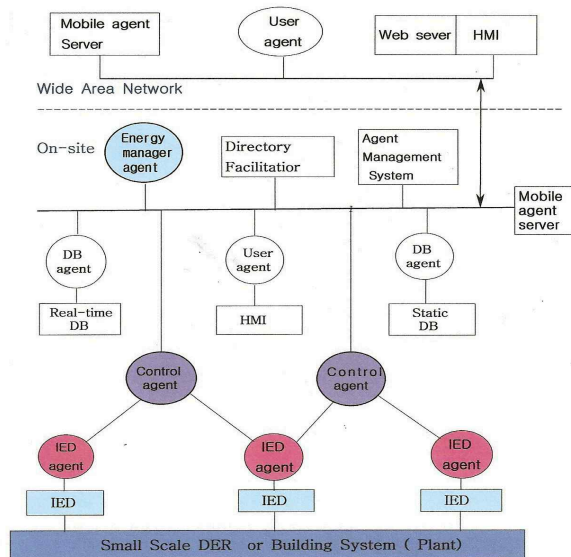 Mobile agent
Server
User
agent
Web sever
HMI
Wide Area Network
On-site
Energy
manager
agent
Directory
Facilitatior
Agent
Management
System
Mobile
agent
server
DB
agent
User
agent
DB
agent
Real-time
DB
HMI
Static
DB
Control
agent
Control
agent
IED
agent
IED
agent
IED
agent
IED
IED
IED
Small Scale DER or Building System ( Plant)